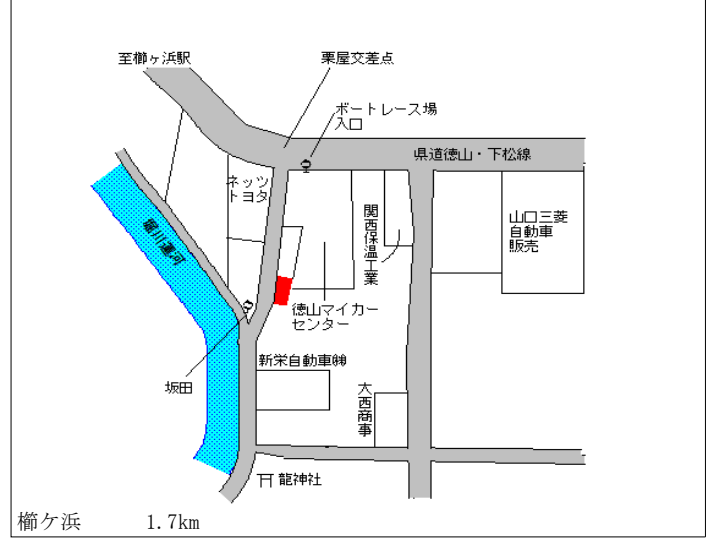 至櫛ヶ浜駅
栗屋交差点
ボートレース場
入口
県道徳山・下松線
ネッツ
トヨタ
関西保温工業
山口三菱
自動車
販売
堀川運河
徳山マイカー
センター
新栄自動車㈱
坂田
大西商事
龍神社
櫛ケ浜 1.7km